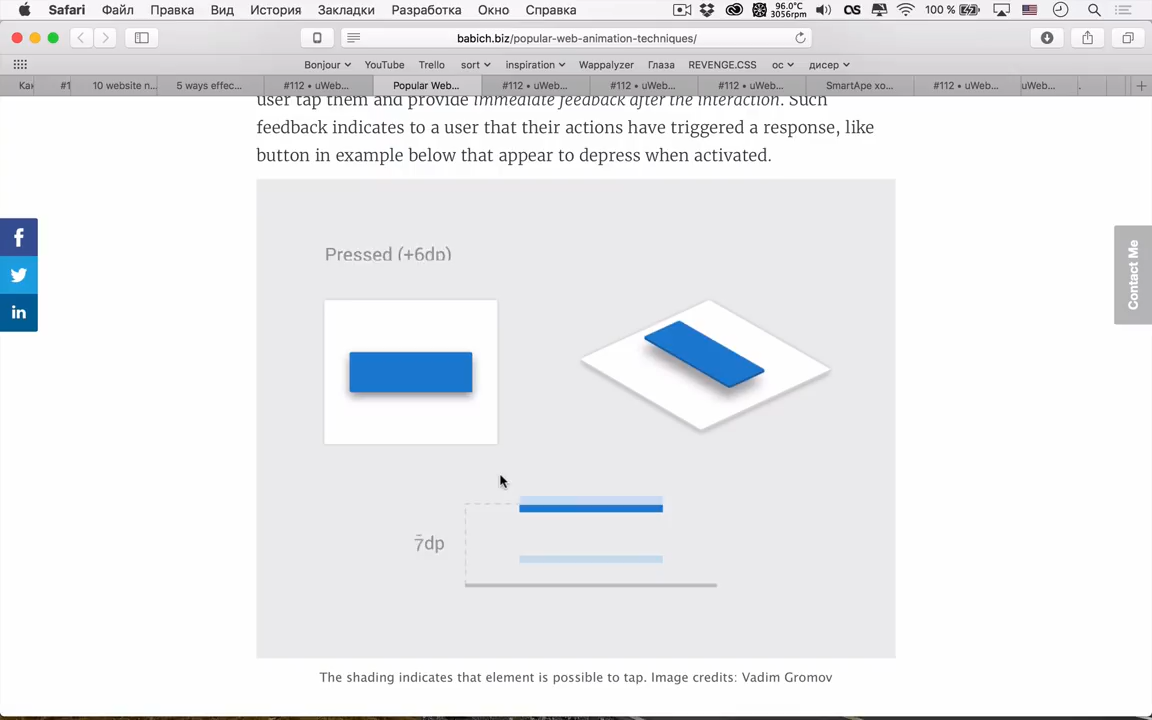 Safari Файл Правка Вид История Закладки Разработка Окно Справка 96.0°C 3056rpm 100 %
babich.biz/popular-web-animation-techniques/
Bonjour YouTube Trello sort inspiration Wappalyzer Глаза REVENGE.CSS ос дисер
Как #1 10 website n... 5 ways effec... #112 • uWeb... Popular Web... #112 • uWeb... #112 • uWeb... #112 • uWeb... SmartApe хо... #112 • uWeb... uWeb...
user tap them and provide immediate feedback after the interaction. Such
feedback indicates to a user that their actions have triggered a response, like
button in example below that appear to depress when activated.
Pressed (+6dp)
Contact Me
7dp
The shading indicates that element is possible to tap. Image credits: Vadim Gromov